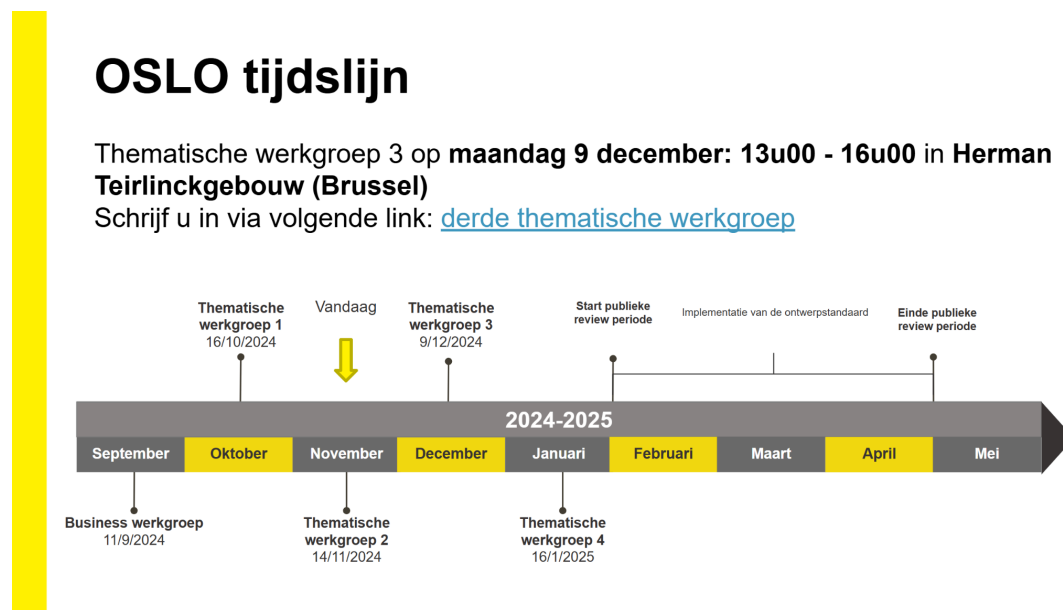 OSLO tijdslijn
Thematische werkgroep 3 op maandag 9 december: 13u00 - 16u00 in Herman
Teirlinckgebouw (Brussel)
Schrijf u in via volgende link: derde thematische werkgroep
Thematische
werkgroep 1
16/10/2024
Vandaag
Thematische
werkgroep 3
9/12/2024
Start publieke
review periode
Implementatie van de ontwerpstandaard
Einde publieke
review periode
2024-2025
September Oktober November December Januari Februari Maart April Mei
Business werkgroep
11/9/2024
Thematische
werkgroep 2
14/11/2024
Thematische
werkgroep 4
16/1/2025